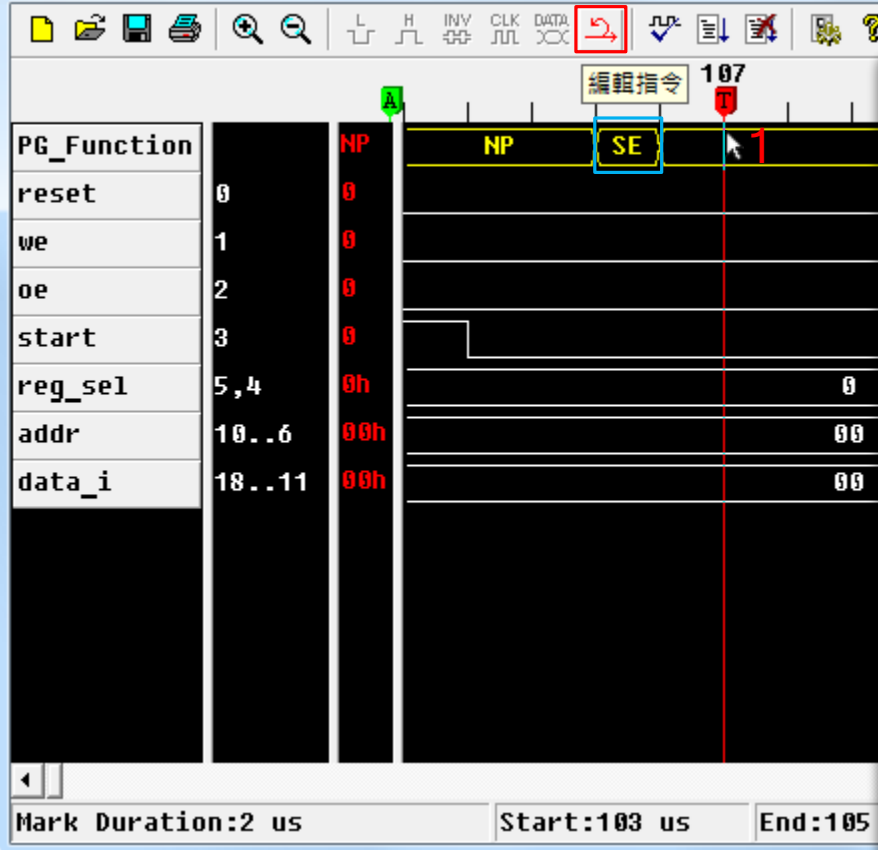 L H INV CLK DATA
編輯指令 107
A T
PG_Function NP NP SE 1
reset 0 0
we 1 0
oe 2 0
start 3 0
reg_sel 5,4 0h 0
addr 10..6 00h 00
data_i 18..11 00h 00
Mark Duration:2 us Start:103 us End:105